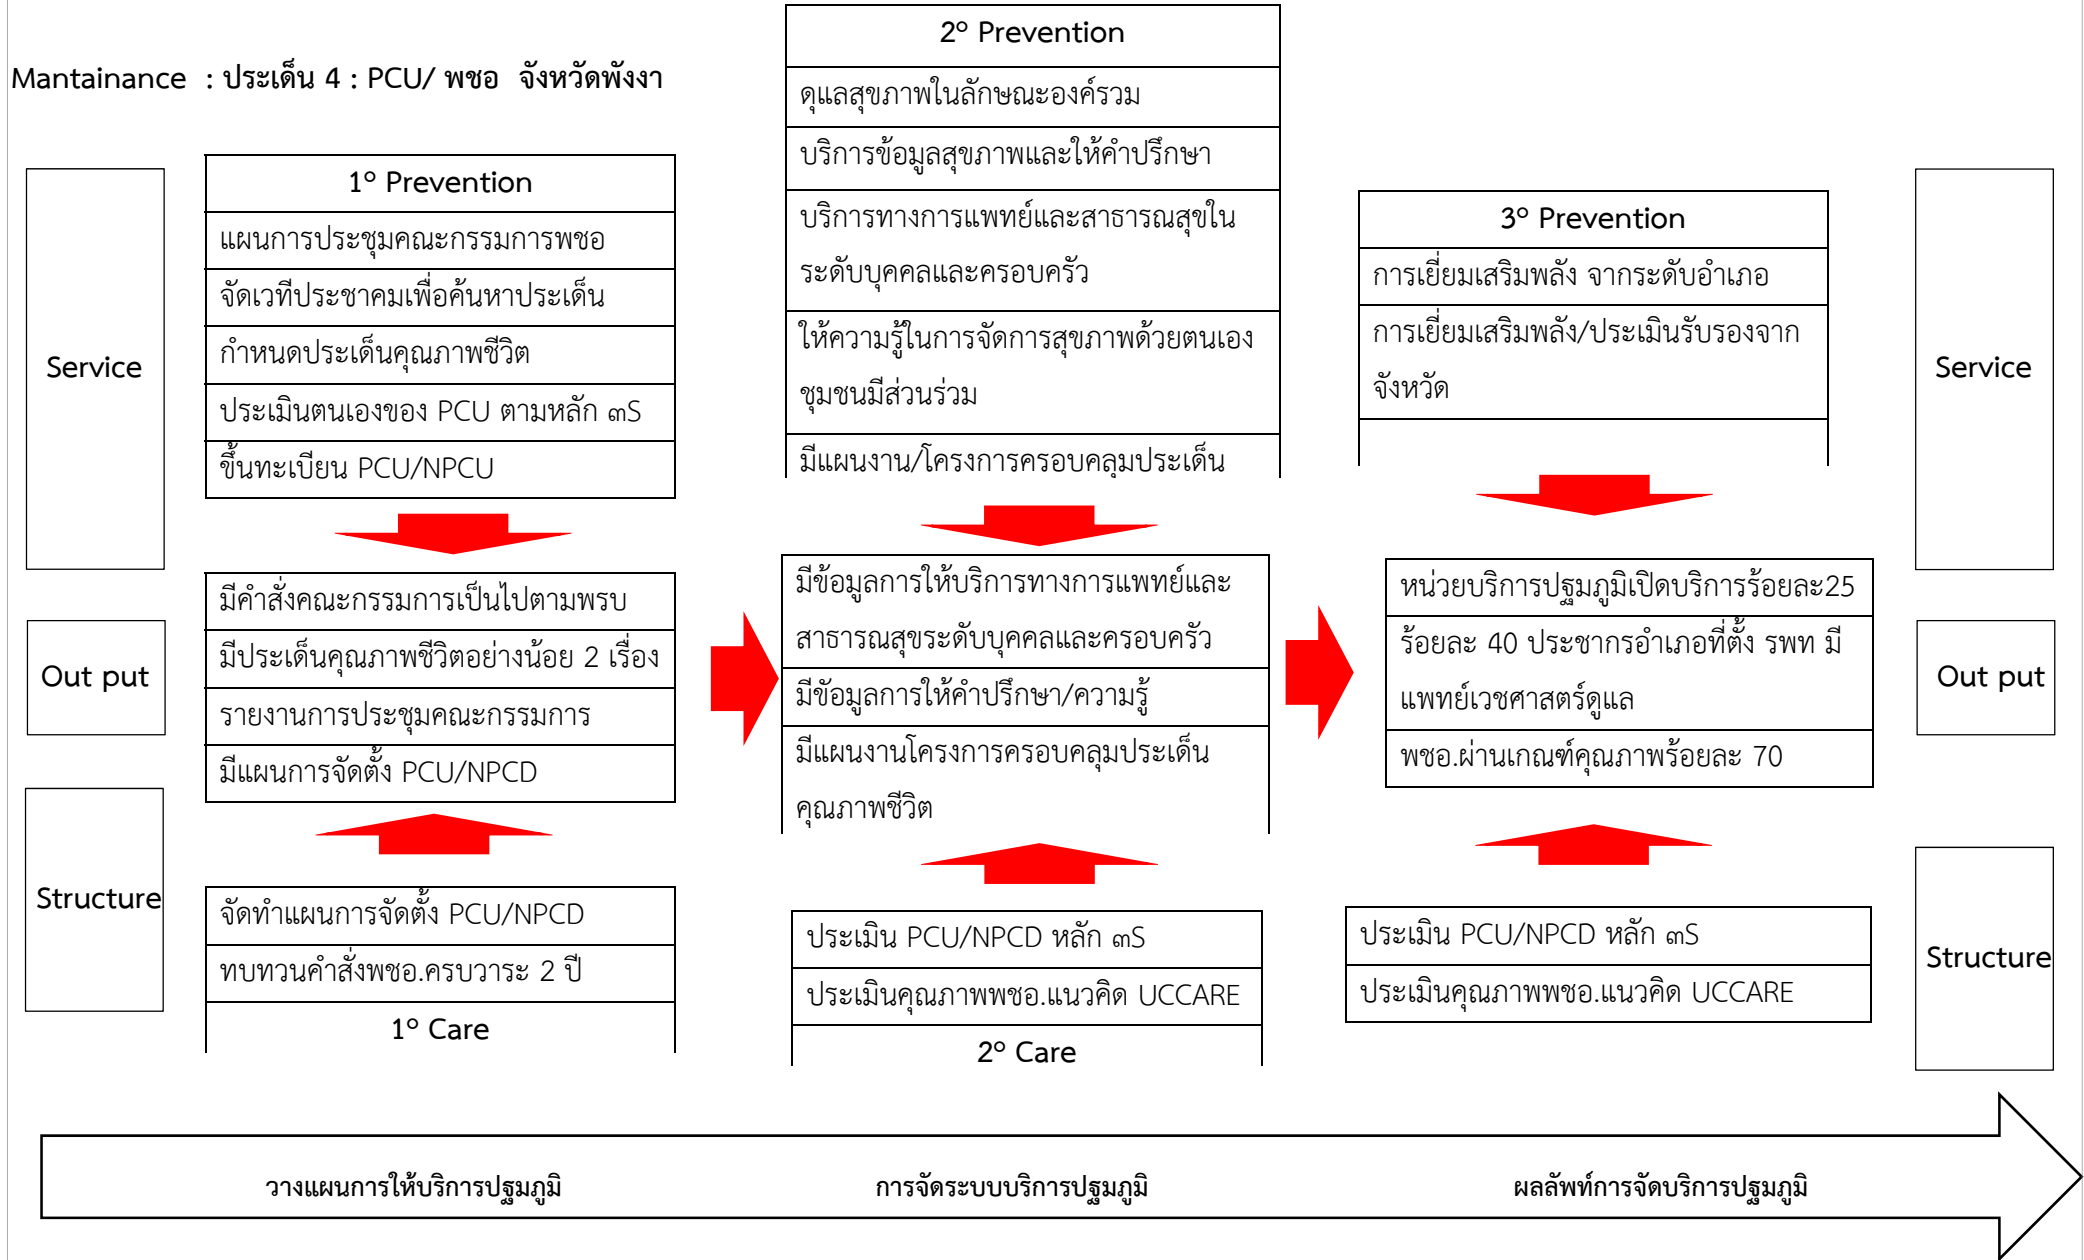 Mantainance : ประเด็น 4 : PCU/ พชอ จังหวัดพังงา
Service
Out put
Structure
1° Prevention
แผนการประชุมคณะกรรมการพชอ
จัดเวทีประชาคมเพื่อค้นหาประเด็น
กำหนดประเด็นคุณภาพชีวิต
ประเมินตนเองของ PCU ตามหลัก ๓S
ขึ้นทะเบียน PCU/NPCU
มีคำสั่งคณะกรรมการเป็นไปตามพรบ
มีประเด็นคุณภาพชีวิตอย่างน้อย 2 เรื่อง
รายงานการประชุมคณะกรรมการ
มีแผนการจัดตั้ง PCU/NPCD
จัดทำแผนการจัดตั้ง PCU/NPCD
ทบทวนคำสั่งพชอ.ครบวาระ 2 ปี
1° Care
2° Prevention
ดุแลสุขภาพในลักษณะองค์รวม
บริการข้อมูลสุขภาพและให้คำปรึกษา
บริการทางการแพทย์และสาธารณสุขใน
ระดับบุคคลและครอบครัว
ให้ความรู้ในการจัดการสุขภาพด้วยตนเอง
ชุมชนมีส่วนร่วม
มีแผนงาน/โครงการครอบคลุมประเด็น
มีข้อมูลการให้บริการทางการแพทย์และ
สาธารณสุขระดับบุคคลและครอบครัว
มีข้อมูลการให้คำปรึกษา/ความรู้
มีแผนงานโครงการครอบคลุมประเด็น
คุณภาพชีวิต
ประเมิน PCU/NPCD หลัก ๓S
ประเมินคุณภาพพชอ.แนวคิด UCCARE
2° Care
3° Prevention
การเยี่ยมเสริมพลัง จากระดับอำเภอ
การเยี่ยมเสริมพลัง/ประเมินรับรองจาก
จังหวัด
หน่วยบริการปฐมภูมิเปิดบริการร้อยละ25
ร้อยละ 40 ประชากรอำเภอที่ตั้ง รพท มี
แพทย์เวชศาสตร์ดูแล
พชอ.ผ่านเกณฑ์คุณภาพร้อยละ 70
ประเมิน PCU/NPCD หลัก ๓S
ประเมินคุณภาพพชอ.แนวคิด UCCARE
Service
Out put
Structure
วางแผนการให้บริการปฐมภูมิ
การจัดระบบบริการปฐมภูมิ
ผลลัพท์การจัดบริการปฐมภูมิ